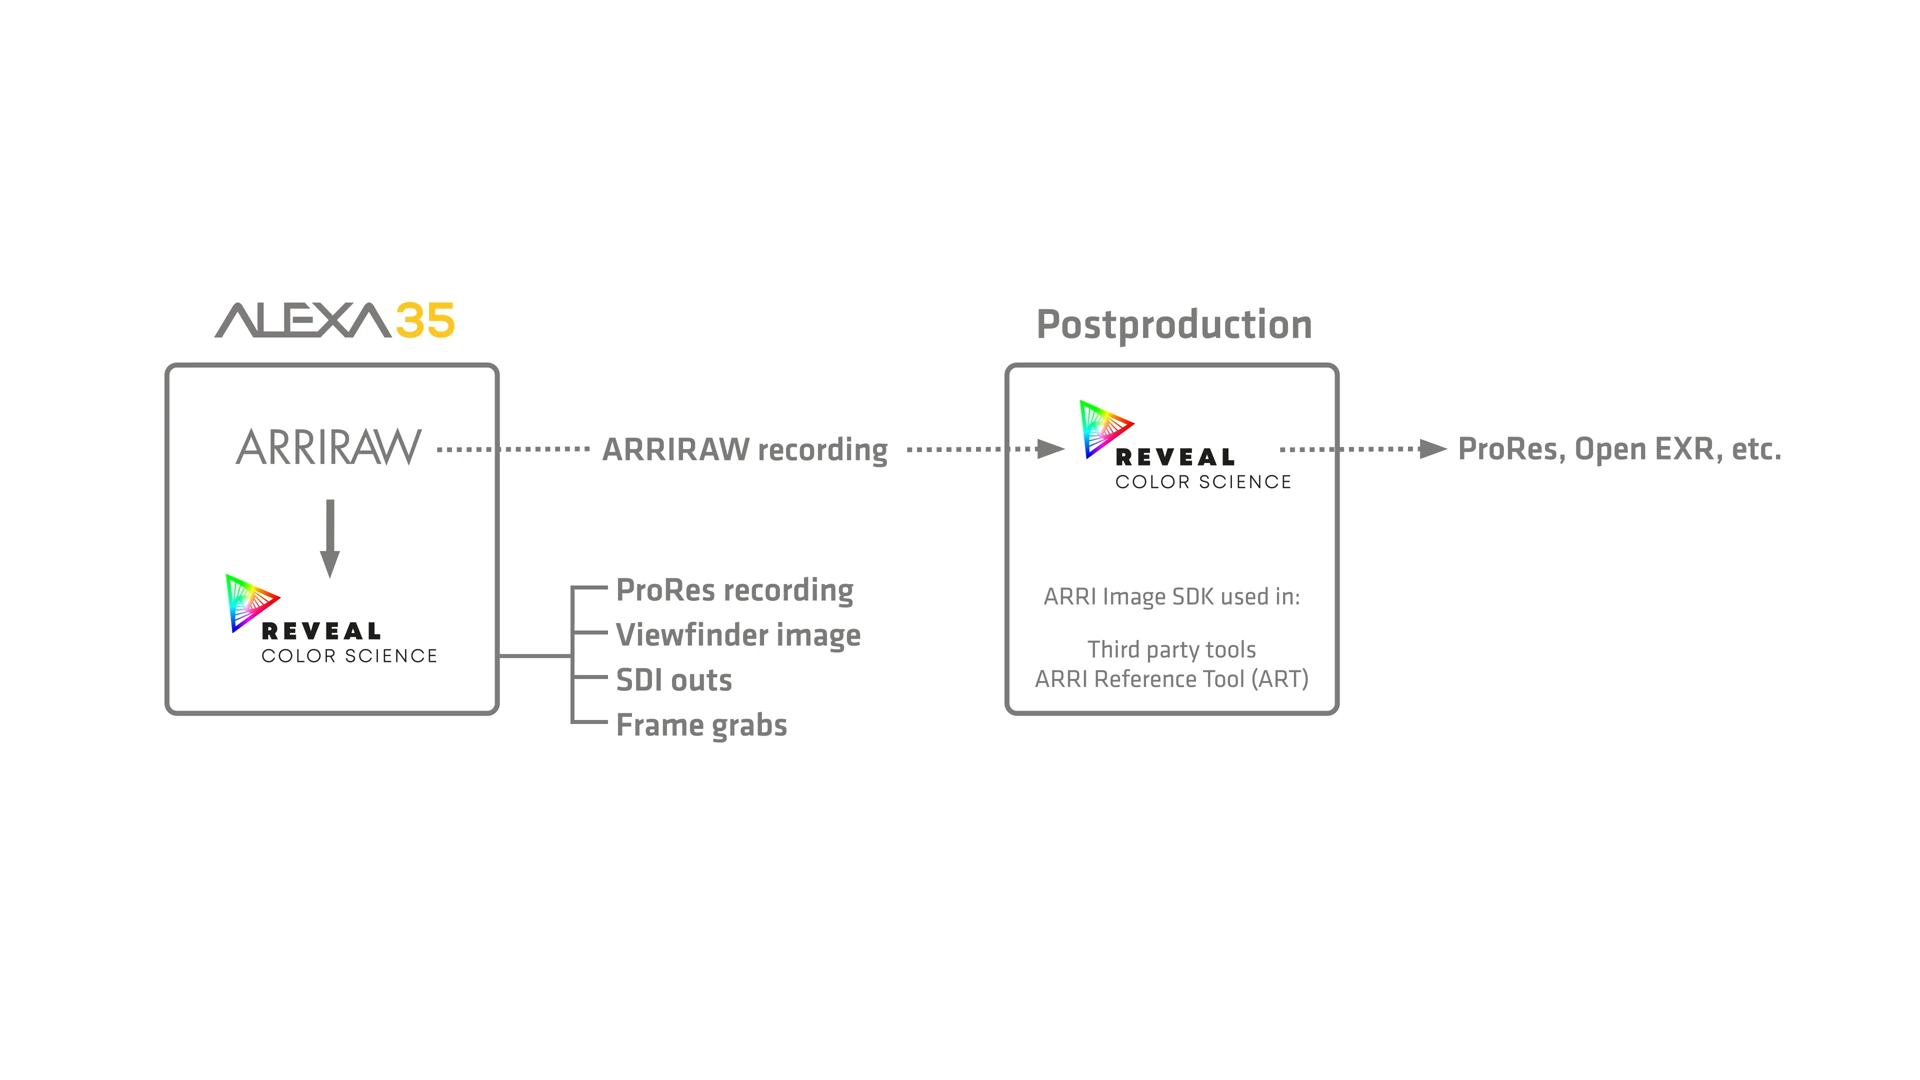 ALEXA 35
ARRIRAW
REVEAL
COLOR SCIENCE
ARRIRAW recording
ProRes recording
Viewfinder image
SDI outs
Frame grabs
Postproduction
REVEAL
COLOR SCIENCE
ARRI Image SDK used in:
Third party tools
ARRI Reference Tool (ART)
ProRes, Open EXR, etc.